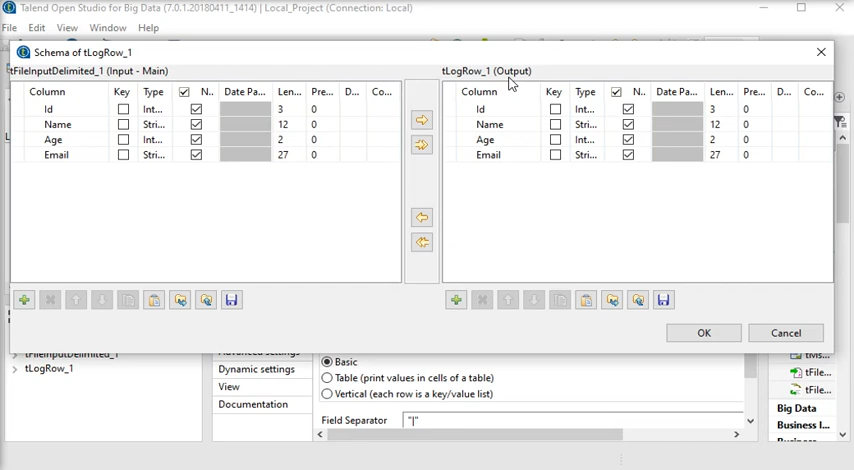 Talend Open Studio for Big Data (7.0.1.20180411_1414) | Local_Project (Connection: Local)
File Edit View Window Help
Schema of tLogRow_1
tFileInputDelimited_1 (Input - Main) tLogRow_1 (Output)
Column Key Type N.. Date Pa... Len... Pre... D... Co... Column Key Type N.. Date Pa... Len... Pre... D... Co...
Id Int... 3 0 Id Int... 3 0
Name Stri... 12 0 Name Stri... 12 0
Age Int... 2 0 Age Int... 2 0
Email Stri... 27 0 Email Stri... 27 0
OK Cancel
tFileInputDelimited_1 Advanced settings Basic tMs...
tLogRow_1 Dynamic settings Table (print values in cells of a table) tFile...
View Vertical (each row is a key/value list) tFile...
Documentation Big Data
Field Separator "|" Business I...